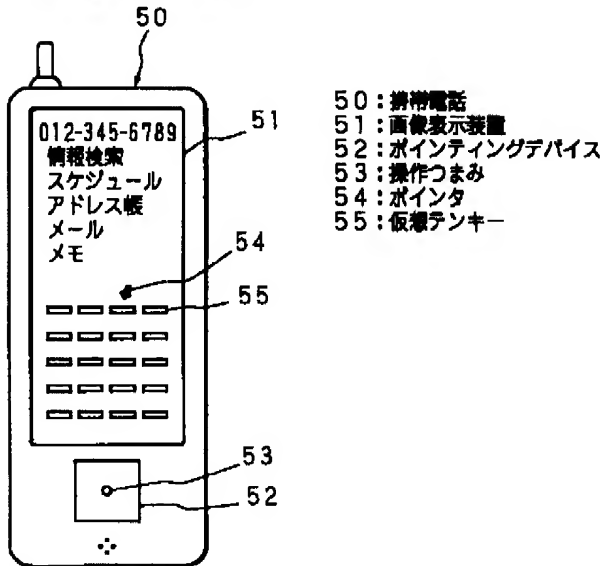 50
012-345-6789
情報検索
スケジュール
アドレス帳
メール
メモ
51
54
55
53
52
50:携帯電話
51:画像表示装置
52:ポインティングデバイス
53:操作つまみ
54:ポインタ
55:仮想テンキー